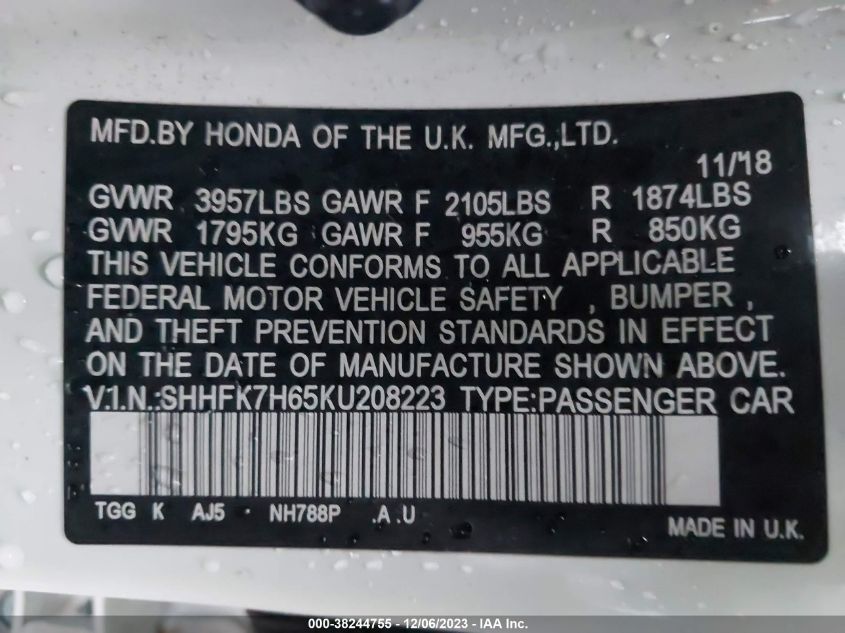 MFD.BY HONDA OF THE U.K. MFG.,LTD.
11/18
GVWR 3957LBS GAWR F 2105LBS R 1874LBS
GVWR 1795KG GAWR F 955KG R 850KG
THIS VEHICLE CONFORMS TO ALL APPLICABLE
FEDERAL MOTOR VEHICLE SAFETY , BUMPER ,
AND THEFT PREVENTION STANDARDS IN EFFECT
ON THE DATE OF MANUFACTURE SHOWN ABOVE.
V.I.N.:SHHFK7H65KU208223 TYPE:PASSENGER CAR
TGG K AJ5 · NH788P .A .U
MADE IN U.K.
000-38244755 - 12/06/2023 - IAA Inc.